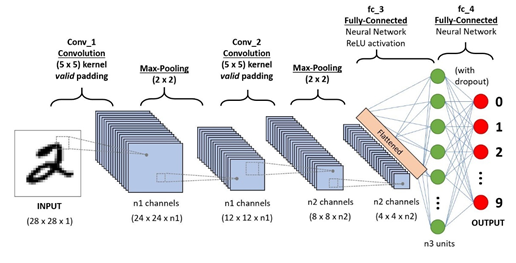 fc_3
Fully-Connected
Neural Network
ReLU activation
fc_4
Fully-Connected
Neural Network
Conv_1
Convolution
(5 x 5) kernel
valid padding
Max-Pooling
(2 x 2)
Conv_2
Convolution
(5 x 5) kernel
valid padding
Max-Pooling
(2 x 2)
(with
dropout)
Flattened
0
1
2
9
2
INPUT
(28 x 28 x 1)
n1 channels
(24 x 24 x n1)
n1 channels
(12 x 12 x n1)
n2 channels
(8 x 8 x n2)
n2 channels
(4 x 4 x n2)
n3 units
OUTPUT